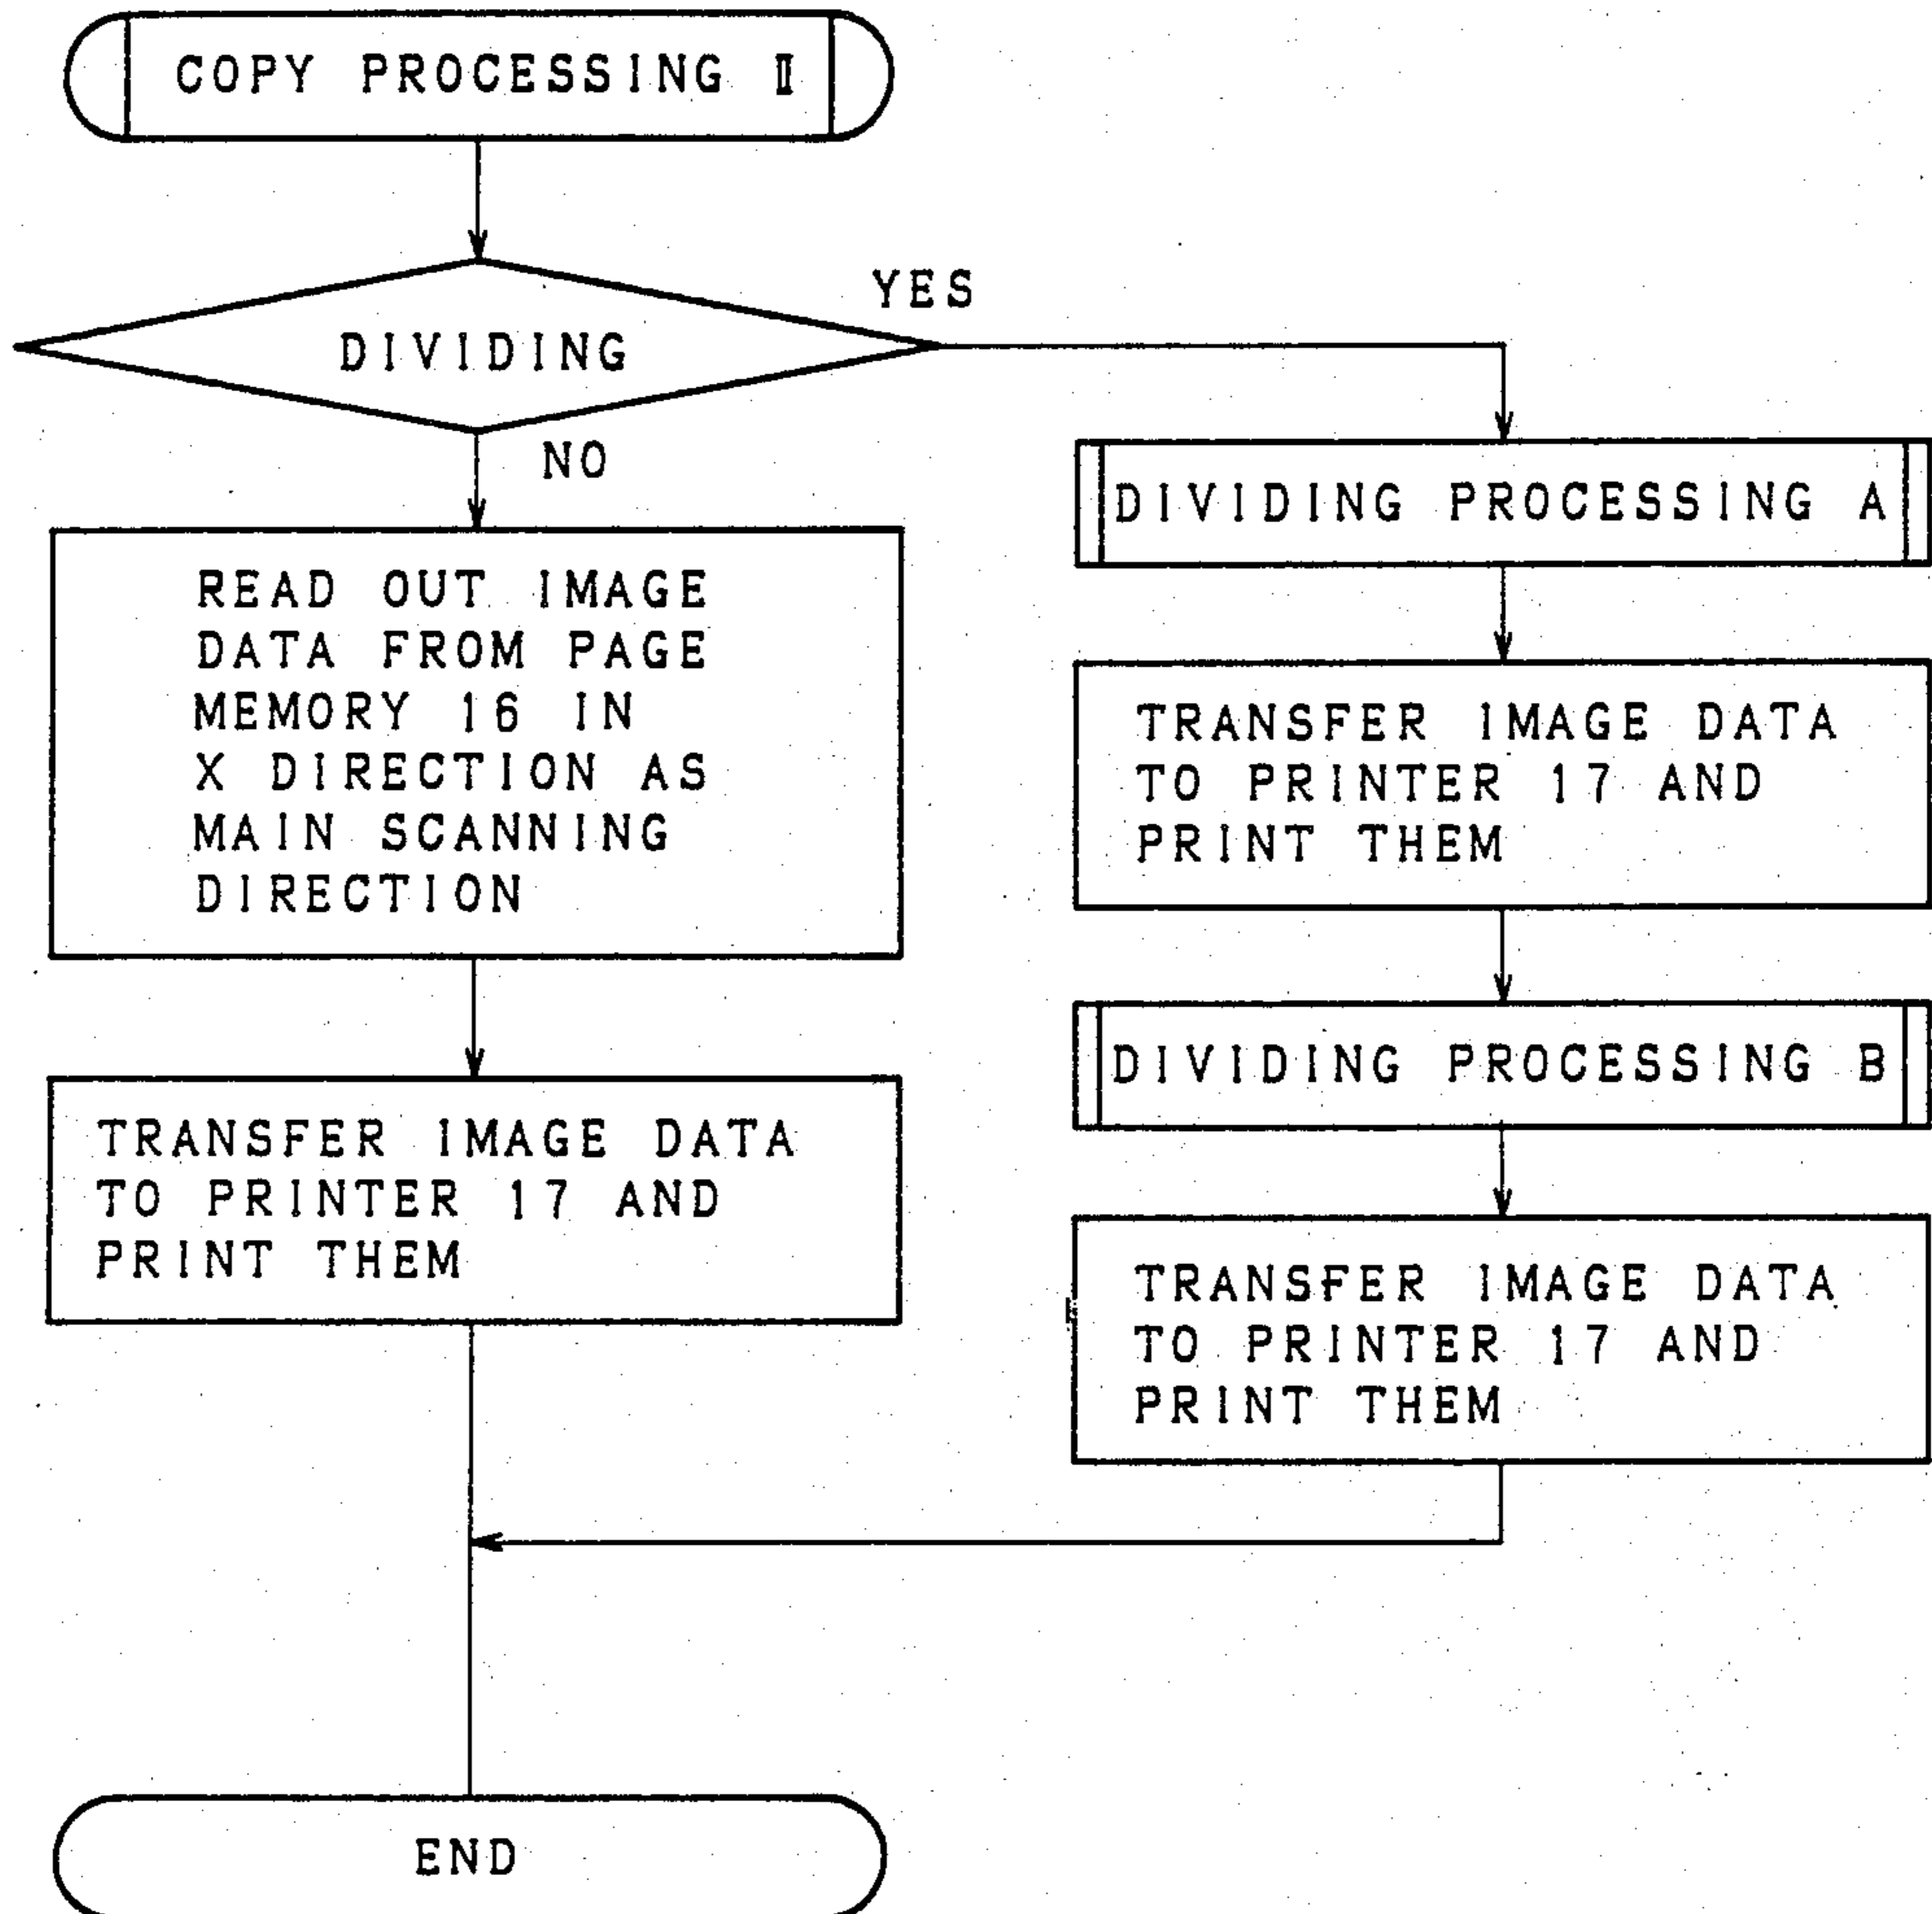 COPY PROCESSING II
DIVIDING
YES
NO
READ OUT IMAGE
DATA FROM PAGE
MEMORY 16 IN
X DIRECTION AS
MAIN SCANNING
DIRECTION
TRANSFER IMAGE DATA
TO PRINTER 17 AND
PRINT THEM
DIVIDING PROCESSING A
TRANSFER IMAGE DATA
TO PRINTER 17 AND
PRINT THEM
DIVIDING PROCESSING B
TRANSFER IMAGE DATA
TO PRINTER 17 AND
PRINT THEM
END